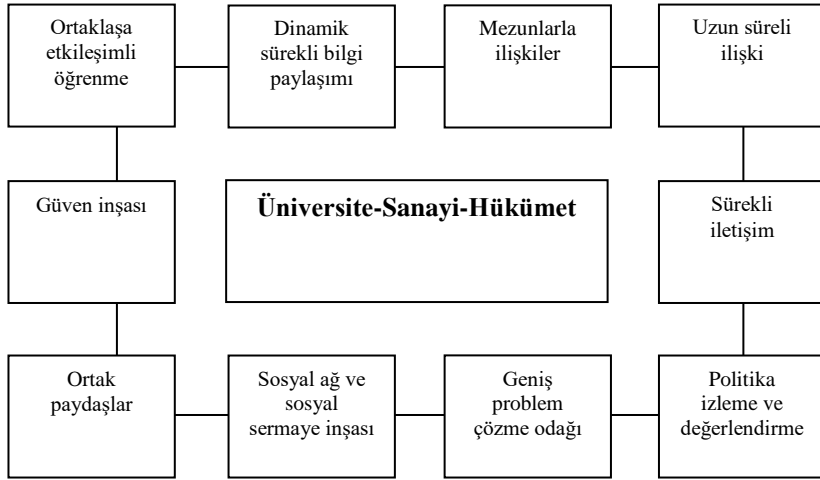 Ortaklaşa
etkileşimli
öğrenme
Dinamik
sürekli bilgi
paylaşımı
Mezunlarla
ilişkiler
Uzun süreli
ilişki
Güven inşası
Üniversite-Sanayi-Hükümet
Sürekli
iletişim
Ortak
paydaşlar
Sosyal ağ ve
sosyal
sermaye inşası
Geniş
problem
çözme odağı
Politika
izleme ve
değerlendirme